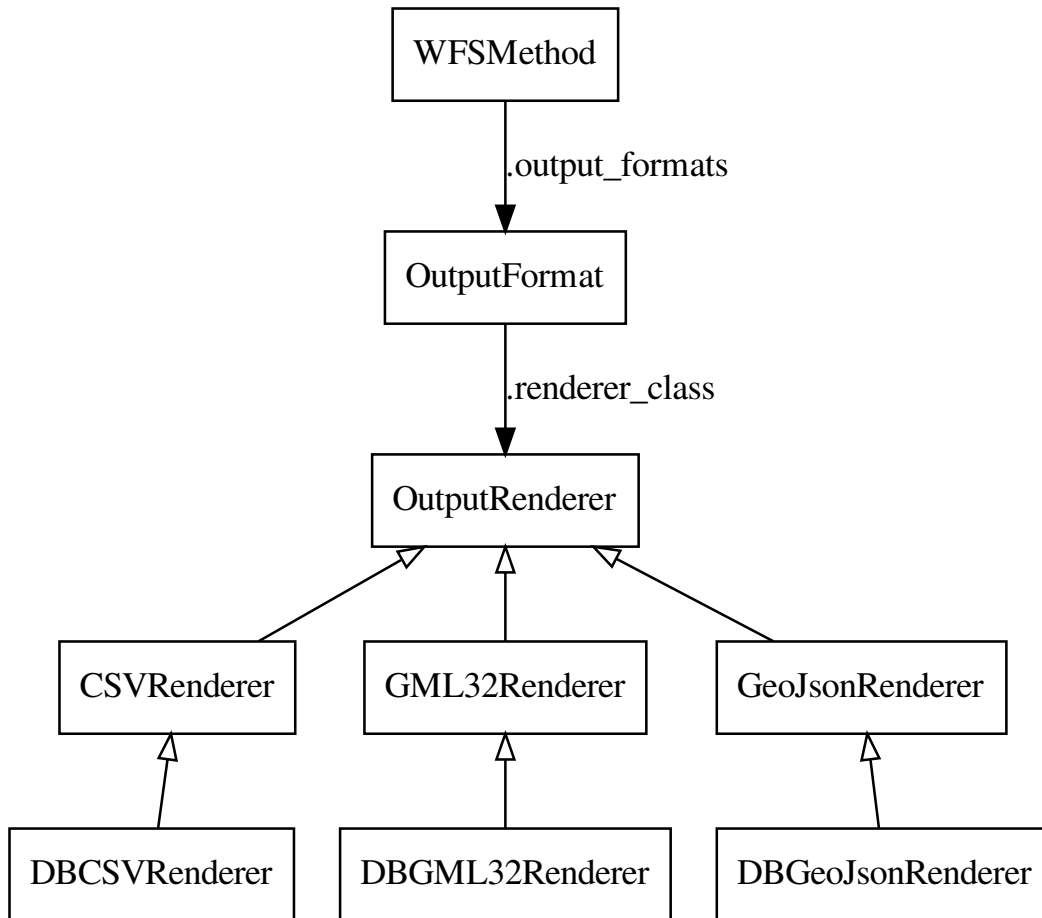 WFSMethod
.output_formats
OutputFormat
.renderer_class
OutputRenderer
CSVRenderer
GML32Renderer
GeoJsonRenderer
DBCSVRenderer
DBGML32Renderer
DBGeoJsonRenderer